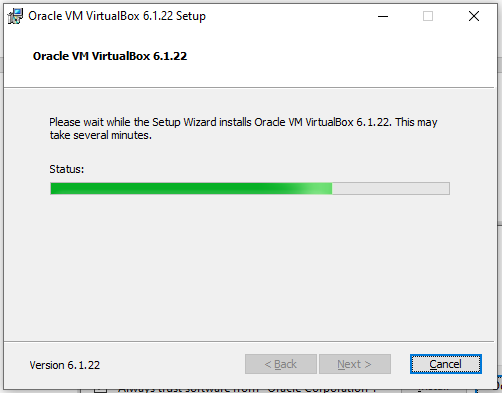 Oracle VM VirtualBox 6.1.22 Setup
Oracle VM VirtualBox 6.1.22
Please wait while the Setup Wizard installs Oracle VM VirtualBox 6.1.22. This may
take several minutes.
Status:
Version 6.1.22
< Back
Next >
Cancel
Always trust software from "Oracle Corporation".